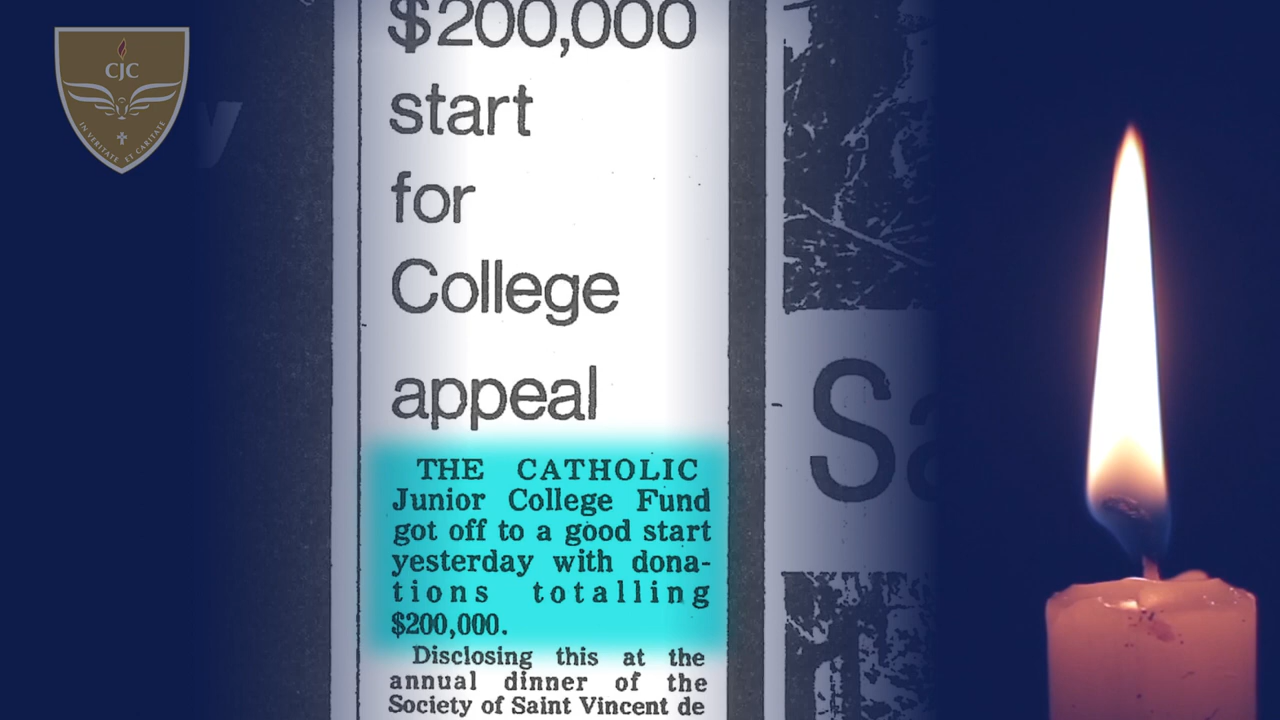 CJC
IN VERITATE ET CARITATE
$200,000
start
for
College
appeal
THE CATHOLIC
Junior College Fund
got off to a good start
yesterday with dona-
tions totalling
$200,000.
Disclosing this at the
annual dinner of the
Society of Saint Vincent de